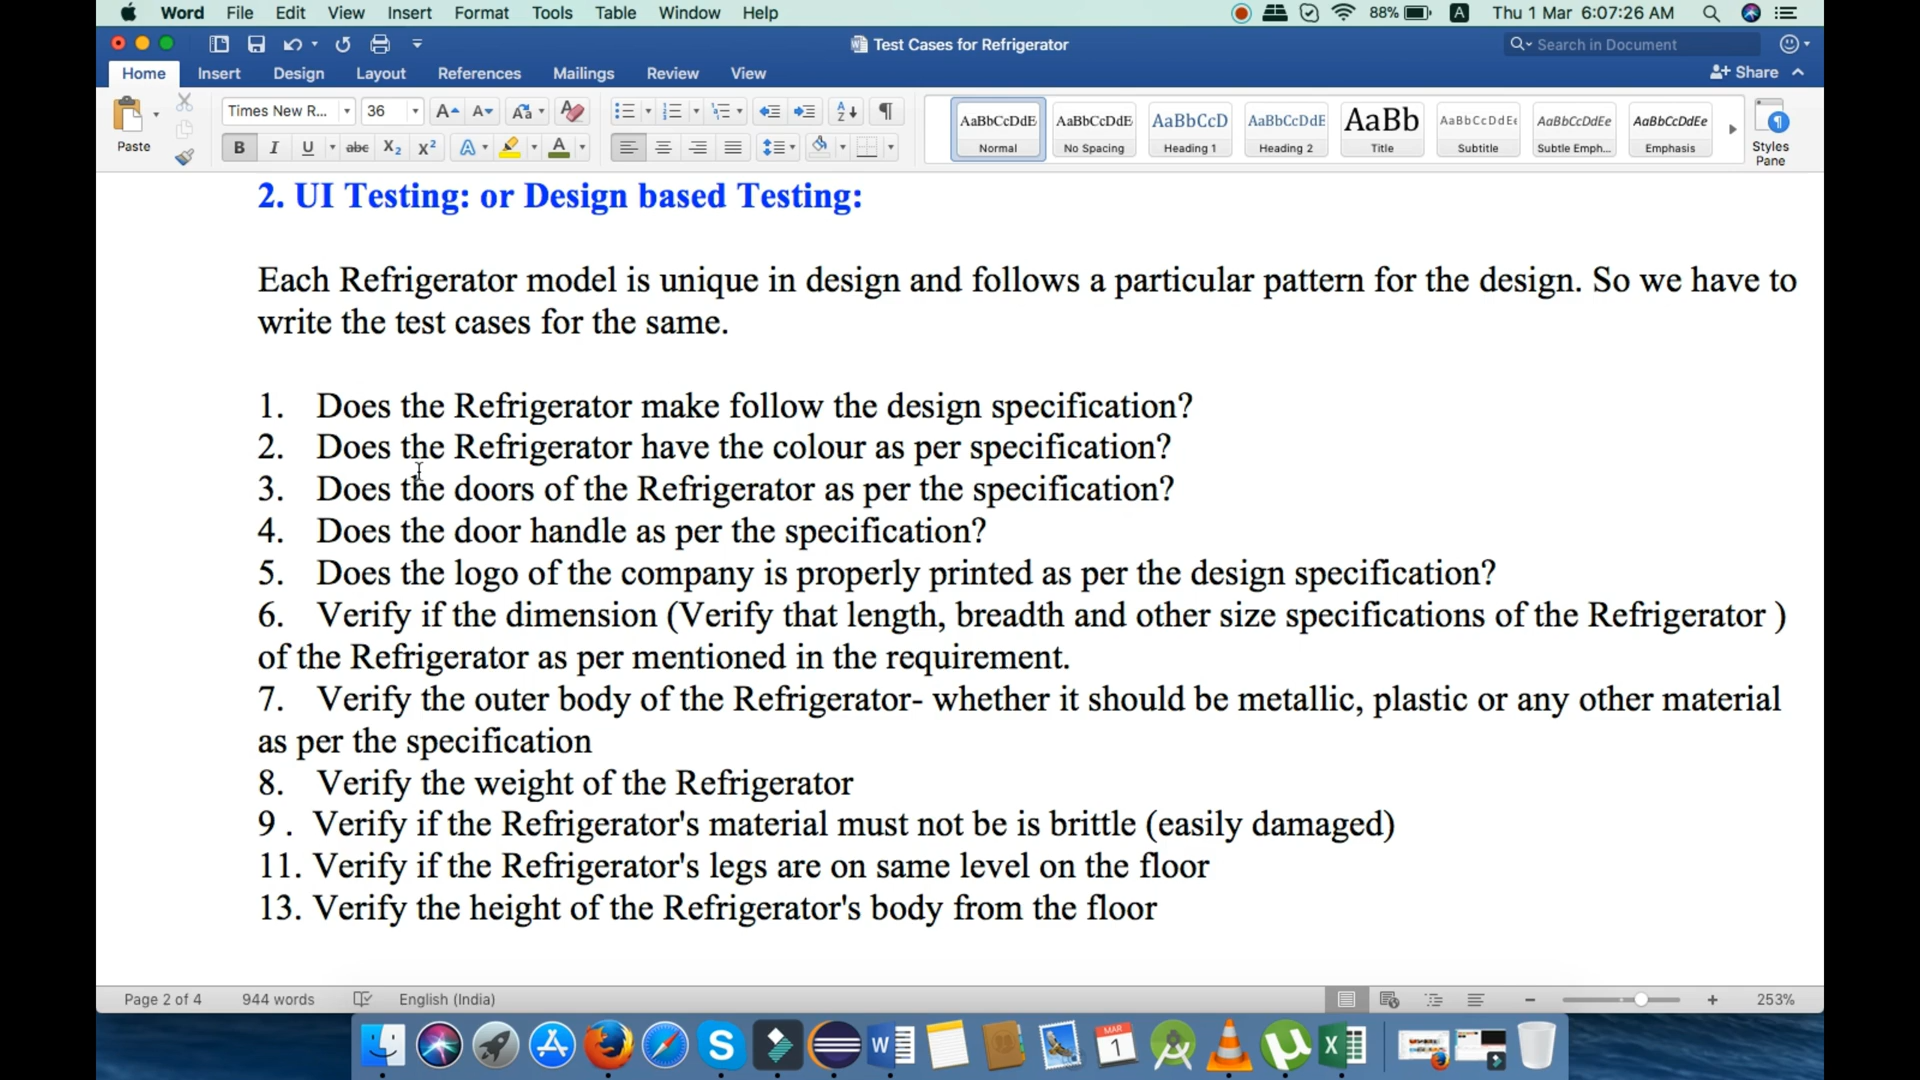 Word File Edit View Insert Format Tools Table Window Help 88% A Thu 1 Mar 6:07:26 AM
Test Cases for Refrigerator
Search in Document
Home Insert Design Layout References Mailings Review View Share
Times New R... 36
Paste
AaBbCcDdE AaBbCcDdE AaBbCcD AaBbCcDdE AaBb AaBbCcDdEe AaBbCcDdEe AaBbCcDdEe
Normal No Spacing Heading 1 Heading 2 Title Subtitle Subtle Emph... Emphasis
Styles
Pane
2. UI Testing: or Design based Testing:
Each Refrigerator model is unique in design and follows a particular pattern for the design. So we have to
write the test cases for the same.
1. Does the Refrigerator make follow the design specification?
2. Does the Refrigerator have the colour as per specification?
3. Does the doors of the Refrigerator as per the specification?
4. Does the door handle as per the specification?
5. Does the logo of the company is properly printed as per the design specification?
6. Verify if the dimension (Verify that length, breadth and other size specifications of the Refrigerator )
of the Refrigerator as per mentioned in the requirement.
7. Verify the outer body of the Refrigerator- whether it should be metallic, plastic or any other material
as per the specification
8. Verify the weight of the Refrigerator
9 . Verify if the Refrigerator's material must not be is brittle (easily damaged)
11. Verify if the Refrigerator's legs are on same level on the floor
13. Verify the height of the Refrigerator's body from the floor
Page 2 of 4 944 words English (India) 253%
MAR
1